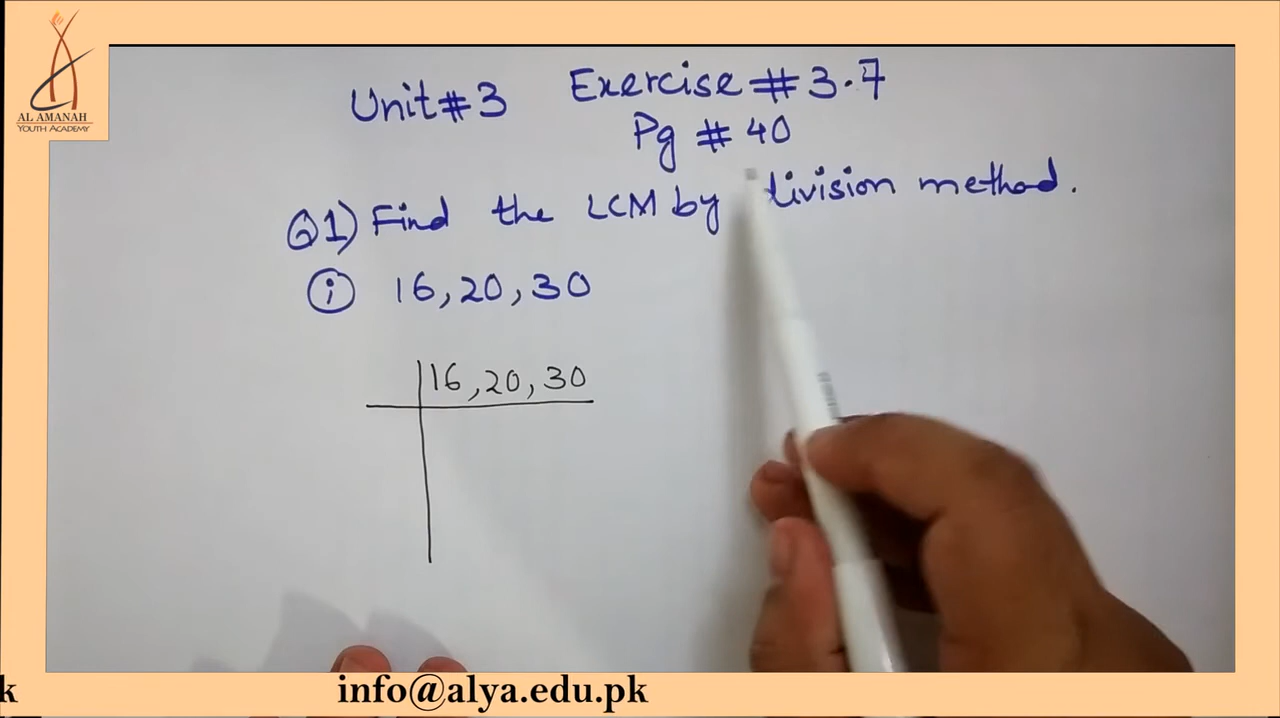 AL AMANAH
YOUTH ACADEMY
Unit # 3 Exercise # 3.7
Pg # 40
Q1) Find the LCM by division method.
i 16, 20, 30
16, 20, 30
k info@alya.edu.pk